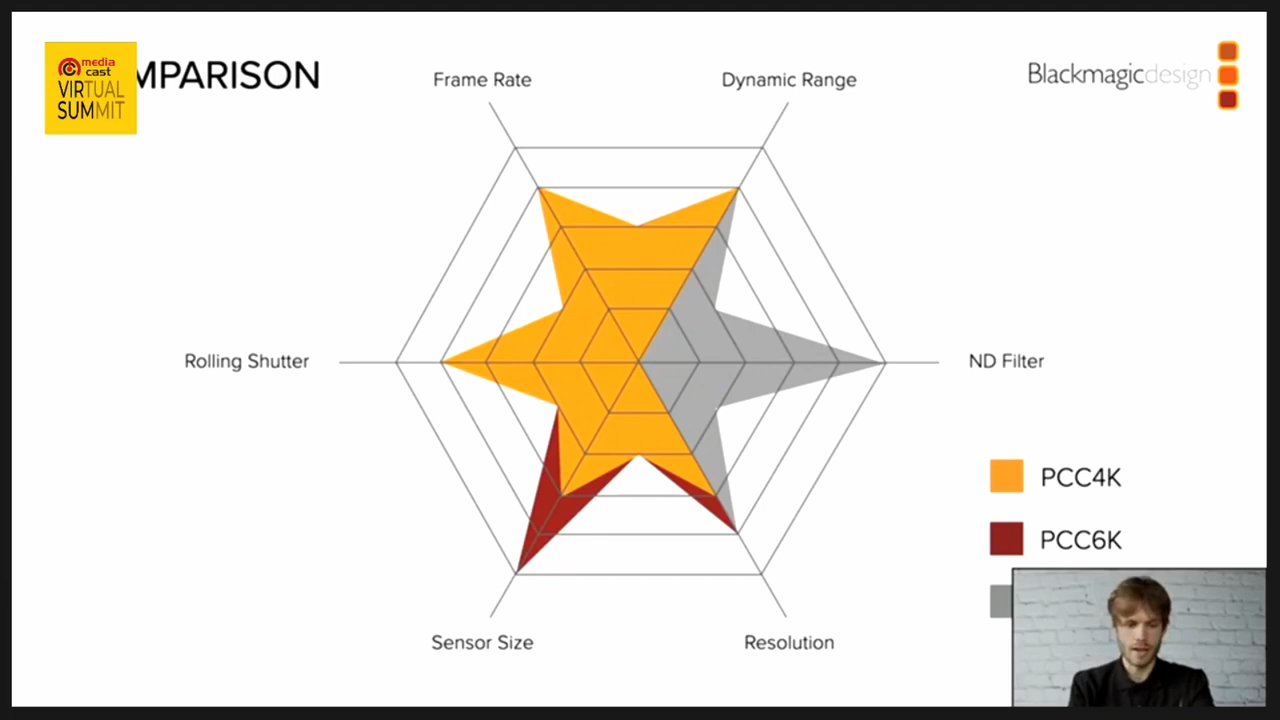 media
cast
VIRTUAL
SUMMIT
MPARISON
Frame Rate
Dynamic Range
Blackmagicdesign
Rolling Shutter
ND Filter
PCC4K
PCC6K
Sensor Size
Resolution